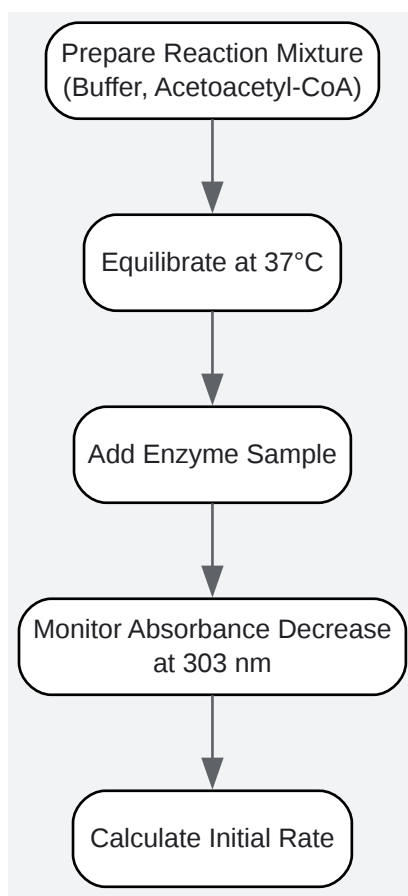 Prepare Reaction Mixture
(Buffer, Acetoacetyl-CoA)
Equilibrate at 37°C
Add Enzyme Sample
Monitor Absorbance Decrease
at 303 nm
Calculate Initial Rate